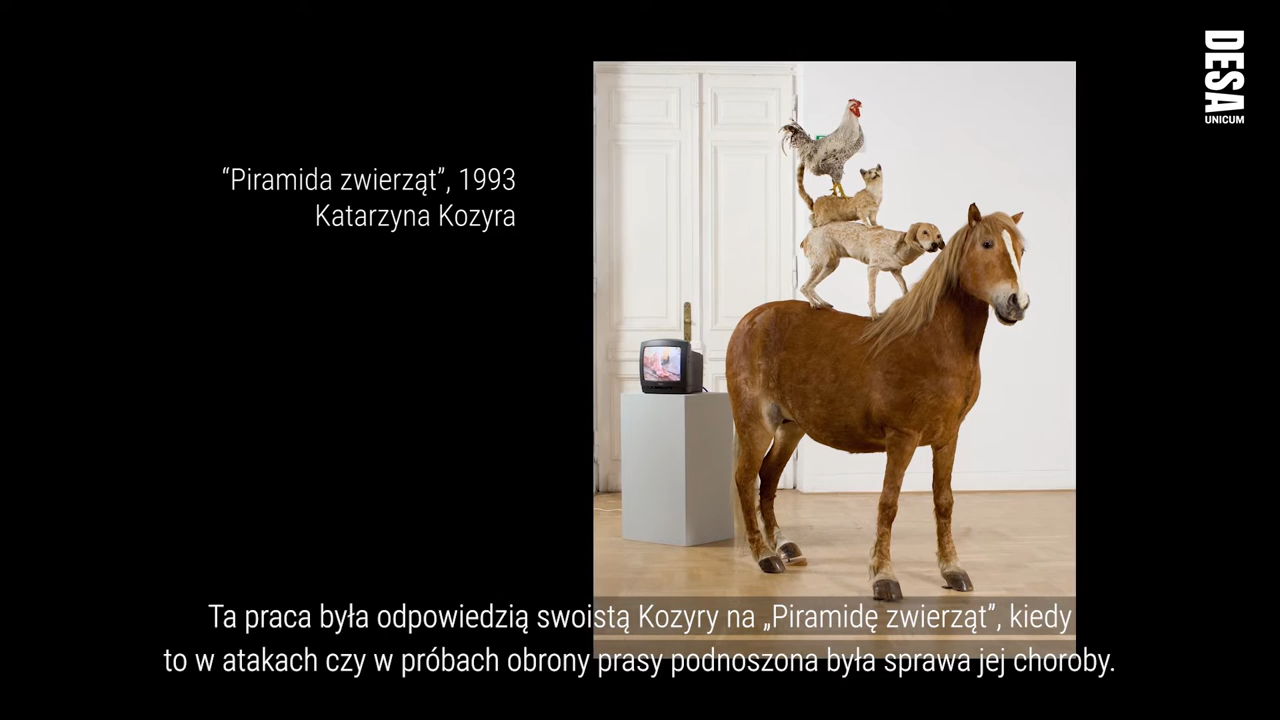 DESA
UNICUM
“Piramida zwierząt”, 1993
Katarzyna Kozyra
Ta praca była odpowiedzią swoistą Kozyry na „Piramidę zwierząt”, kiedy
to w atakach czy w próbach obrony prasy podnoszona była sprawa jej choroby.